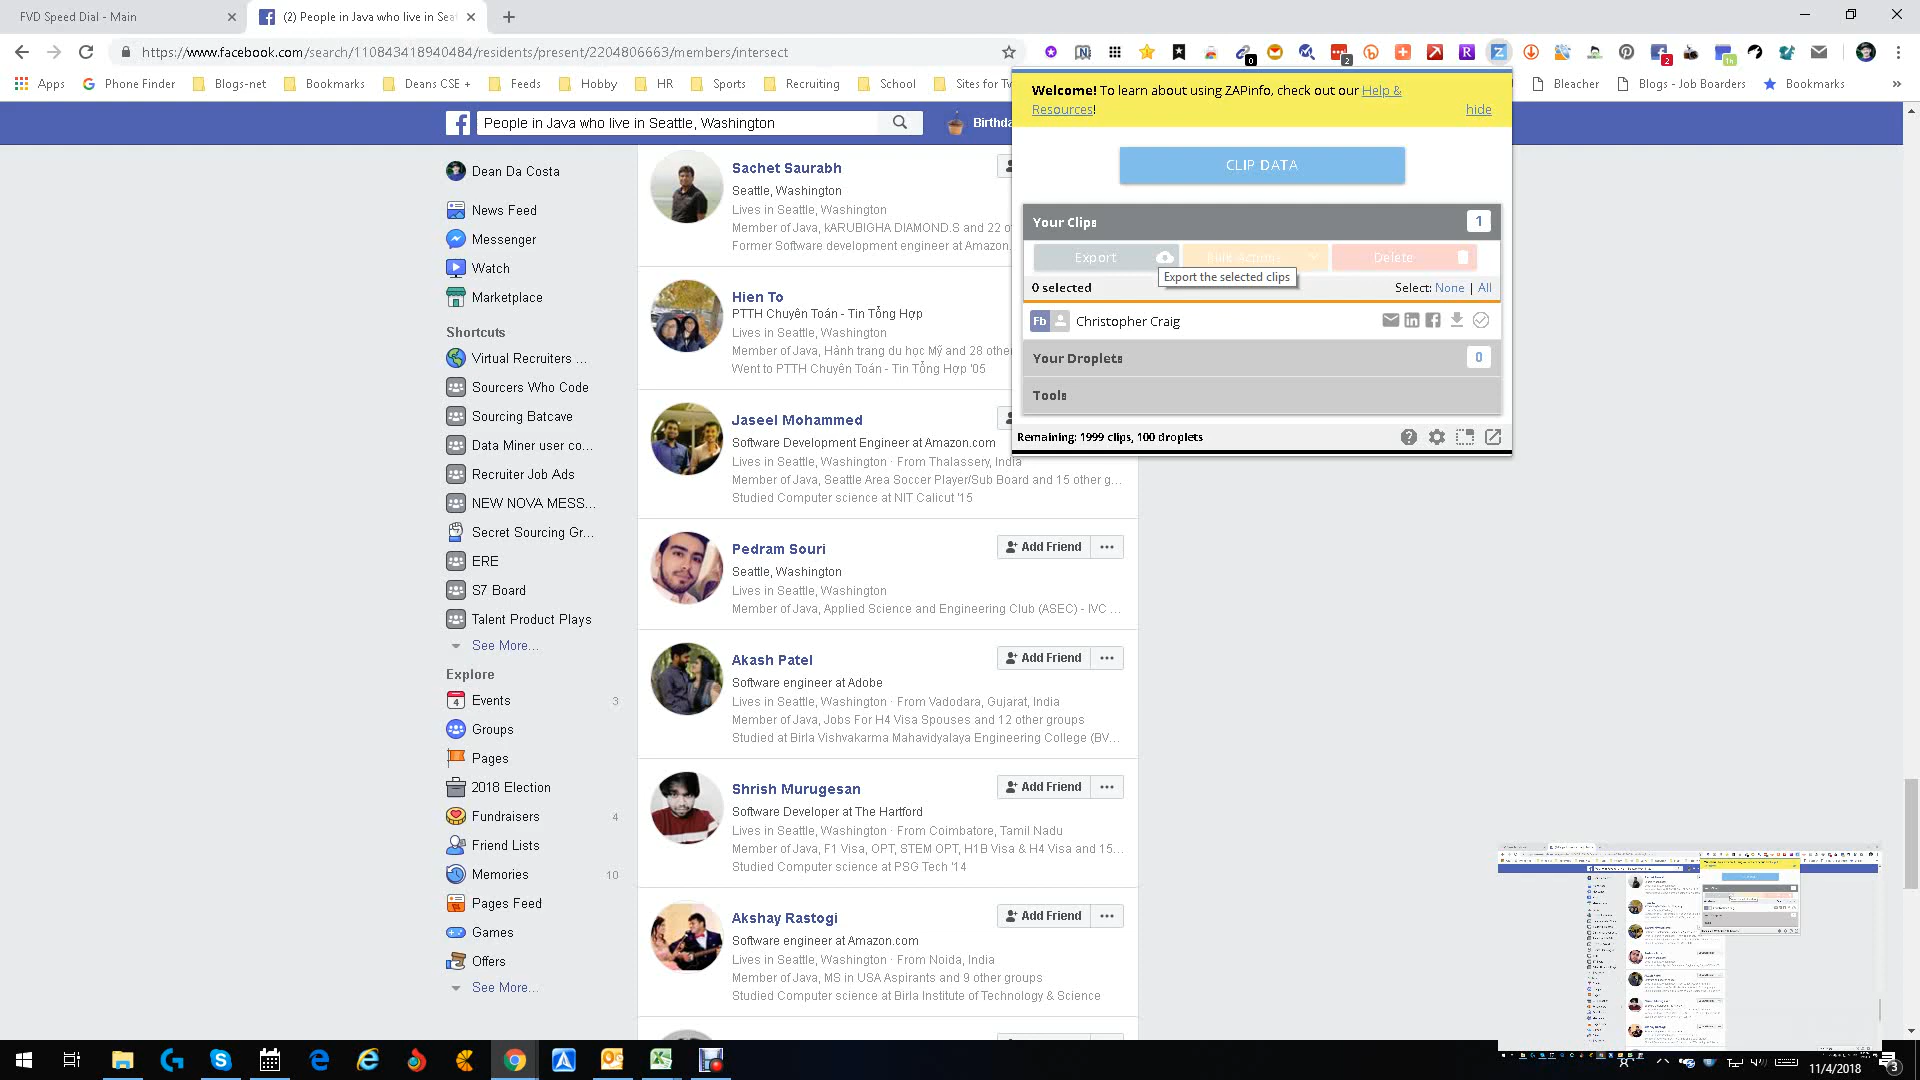 FVD Speed Dial - Main
(2) People in Java who live in Sea
https://www.facebook.com/search/110843418940484/residents/present/2204806663/members/intersect
0
2
2
1h
Apps
Phone Finder
Blogs-net
Bookmarks
Deans CSE +
Feeds
Hobby
HR
Sports
Recruiting
School
Sites for Tw
Bleacher
Blogs - Job Boarders
Bookmarks
»
People in Java who live in Seattle, Washington
Birthda
Welcome! To learn about using ZAPinfo, check out our Help &
Resources!
hide
CLIP DATA
Your Clips
1
Export
Bulk Actions
Delete
Export the selected clips
0 selected
Select: None | All
Fb
Christopher Craig
Your Droplets
0
Tools
Remaining: 1999 clips, 100 droplets
Dean Da Costa
News Feed
Messenger
Watch
Marketplace
Shortcuts
Virtual Recruiters ...
Sourcers Who Code
Sourcing Batcave
Data Miner user co...
Recruiter Job Ads
NEW NOVA MESS...
Secret Sourcing Gr...
ERE
S7 Board
Talent Product Plays
See More...
Explore
Events
3
Groups
Pages
2018 Election
Fundraisers
4
Friend Lists
Memories
10
Pages Feed
Games
Offers
See More...
Sachet Saurabh
Seattle, Washington
Lives in Seattle, Washington
Member of Java, kARUBIGHA DIAMOND.S and 22 o
Former Software development engineer at Amazon.
Hien To
PTTH Chuyên Toán - Tin Tổng Hợp
Lives in Seattle, Washington
Member of Java, Hành trang du học Mỹ and 28 other
Went to PTTH Chuyên Toán - Tin Tổng Hợp '05
Jaseel Mohammed
Software Development Engineer at Amazon.com
Lives in Seattle, Washington · From Thalassery, India
Member of Java, Seattle Area Soccer Player/Sub Board and 15 other g...
Studied Computer science at NIT Calicut '15
Pedram Souri
Add Friend
Seattle, Washington
Lives in Seattle, Washington
Member of Java, Applied Science and Engineering Club (ASEC) - IVC ...
Akash Patel
Add Friend
Software engineer at Adobe
Lives in Seattle, Washington · From Vadodara, Gujarat, India
Member of Java, Jobs For H4 Visa Spouses and 12 other groups
Studied at Birla Vishvakarma Mahavidyalaya Engineering College (BV...
Shrish Murugesan
Add Friend
Software Developer at The Hartford
Lives in Seattle, Washington · From Coimbatore, Tamil Nadu
Member of Java, F1 Visa, OPT, STEM OPT, H1B Visa & H4 Visa and 15...
Studied Computer science at PSG Tech '14
Akshay Rastogi
Add Friend
Software engineer at Amazon.com
Lives in Seattle, Washington · From Noida, India
Member of Java, MS in USA Aspirants and 9 other groups
Studied Computer science at Birla Institute of Technology & Science
11/4/2018
3